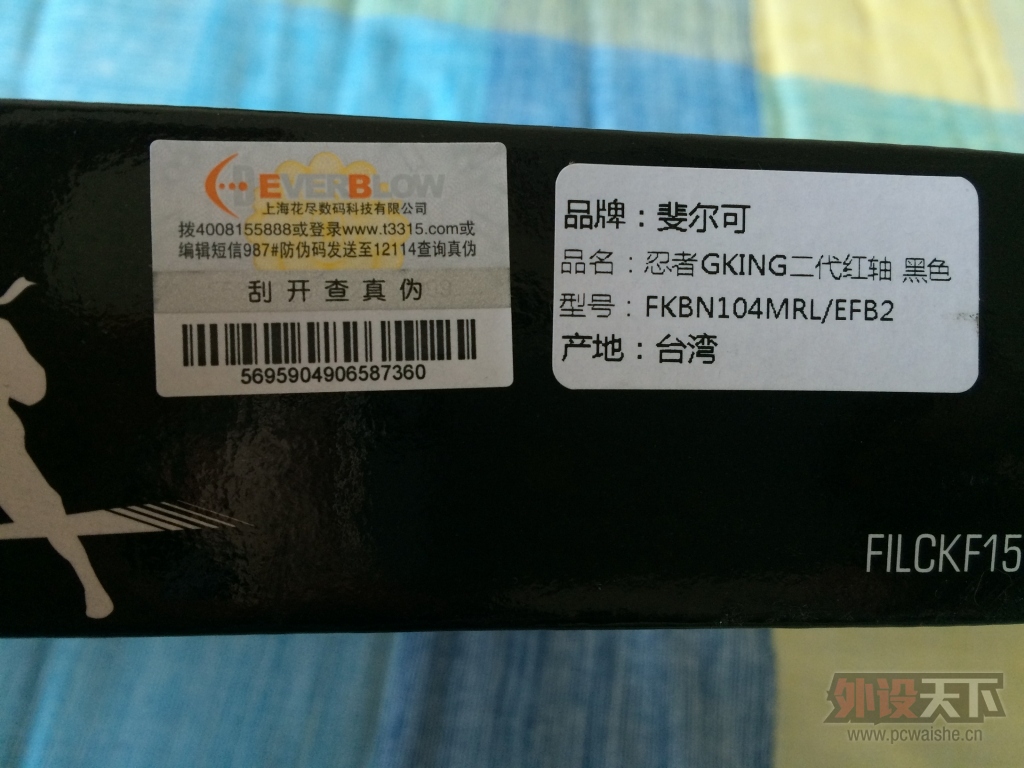 EVERBLOW
上海花尽数码科技有限公司
拨4008155888或登录www.t3315.com或
编辑短信987#防伪码发送至12114查询真伪
刮开查真伪
5695904906587360
品牌：斐尔可
品名：忍者GKING二代红轴 黑色
型号：FKBN104MRL/EFB2
产地：台湾
FILCKF15
外设天下
www.pcwaishe.cn